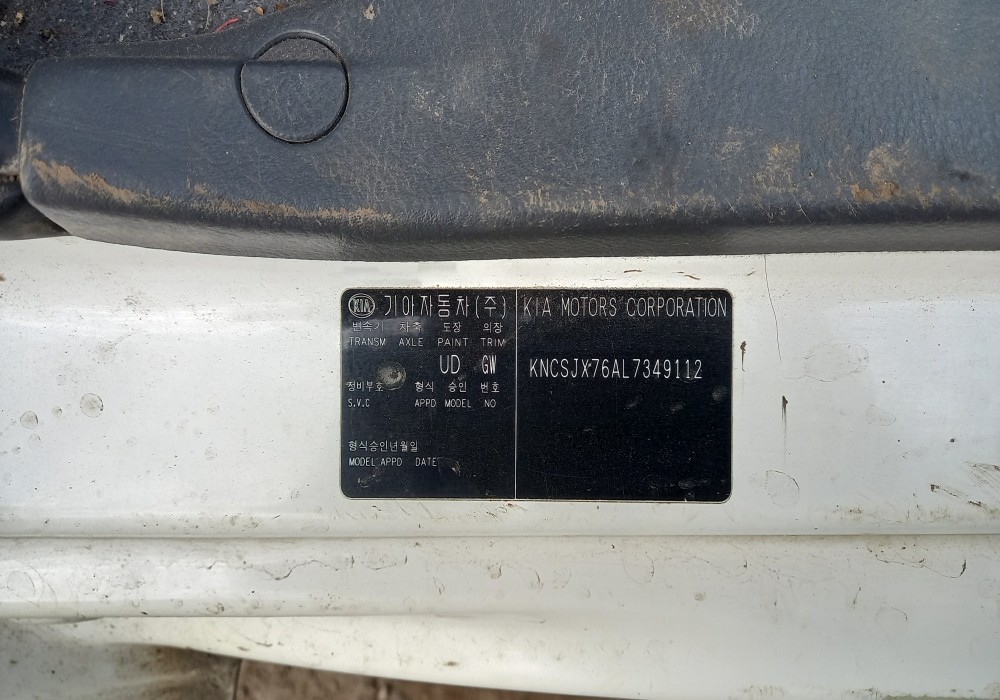 KIA 기아자동차(주)
변속기 차축 도장 의장
TRANSM AXLE PAINT TRIM
UD GW
정비부호 형식 승인 번호
S.V.C APPD MODEL NO
형식승인년월일
MODEL APPD DATE
KIA MOTORS CORPORATION
KNCSJX76AL7349112